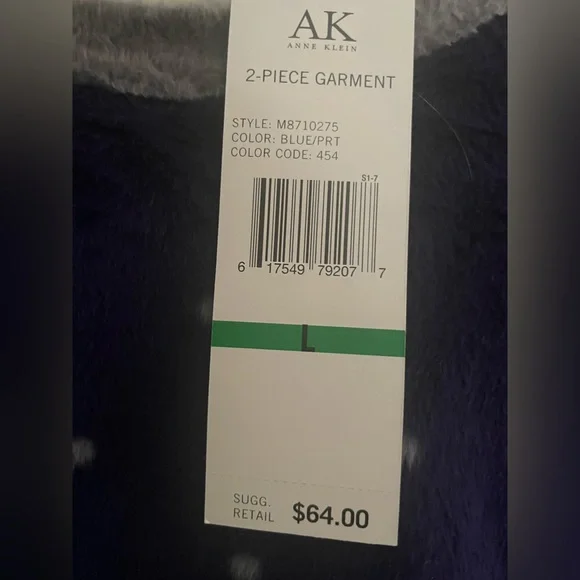 AK
ANNE KLEIN
2-PIECE GARMENT
STYLE: M8710275
COLOR: BLUE/PRT
COLOR CODE: 454
S1-7
6 17549 79207 7
L
SUGG.
RETAIL $64.00